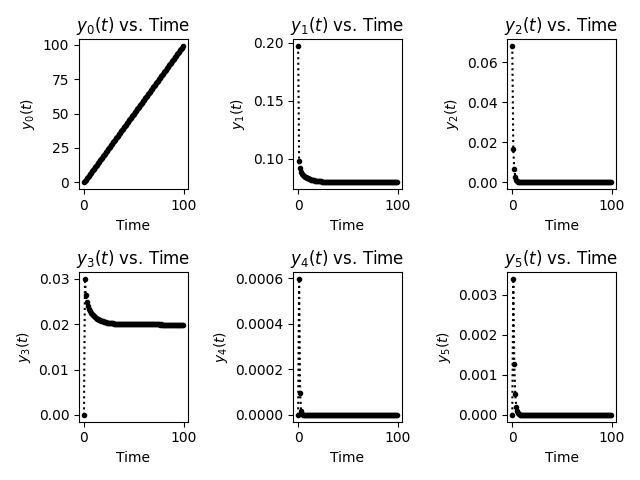 y₀(t) vs. Time
y₁(t) vs. Time
y₂(t) vs. Time
100
75
50
25
0
y₀(t)
0
100
Time
0.20
0.15
0.10
y₁(t)
0
100
Time
0.06
0.04
0.02
0.00
y₂(t)
0
100
Time
y₃(t) vs. Time
y₄(t) vs. Time
y₅(t) vs. Time
0.03
0.02
0.01
0.00
y₃(t)
0
100
Time
0.0006
0.0004
0.0002
0.0000
y₄(t)
0
100
Time
0.003
0.002
0.001
0.000
y₅(t)
0
100
Time